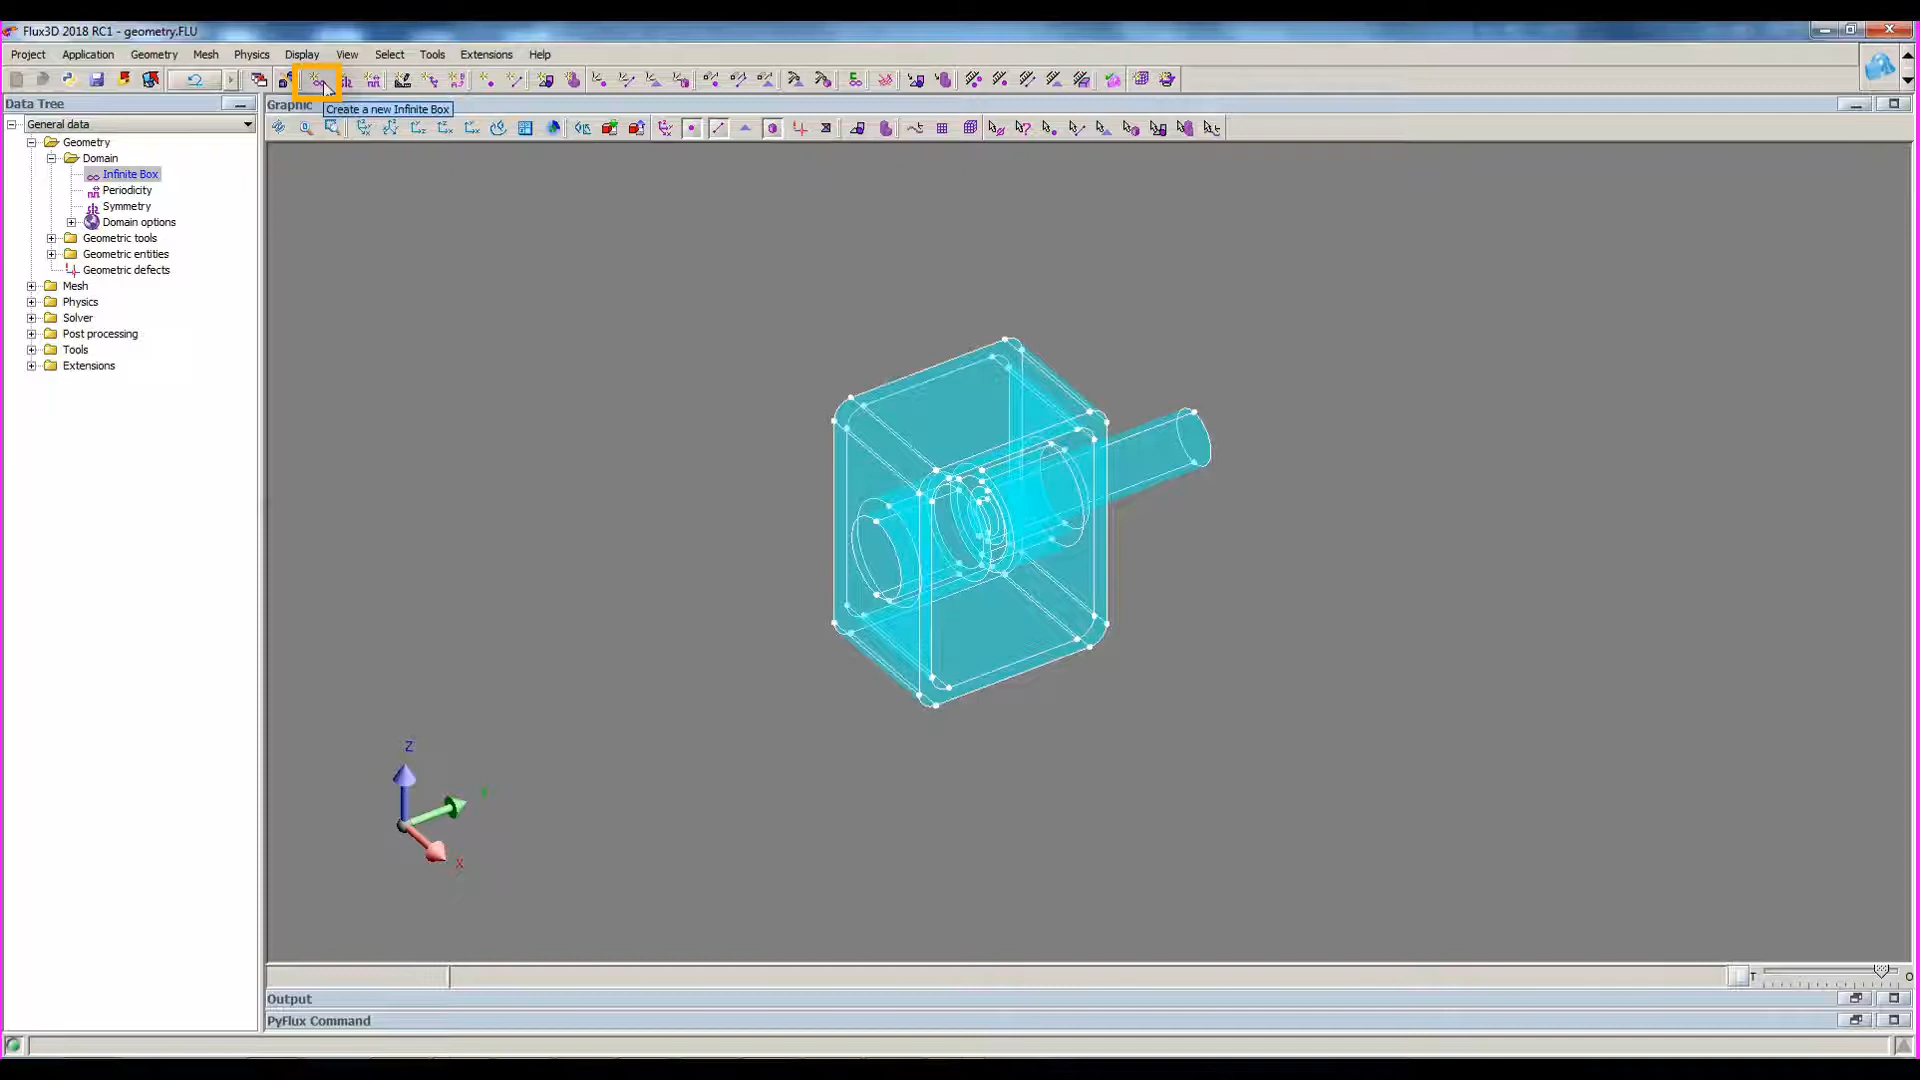 Flux3D 2018 RC1 - geometry.FLU
Project Application Geometry Mesh Physics Display View Select Tools Extensions Help
Data Tree
Graphic
Create a new Infinite Box
General data
Geometry
Domain
Infinite Box
Periodicity
Symmetry
Domain options
Geometric tools
Geometric entities
Geometric defects
Mesh
Physics
Solver
Post processing
Tools
Extensions
Z
X
T
O
Output
PyFlux Command